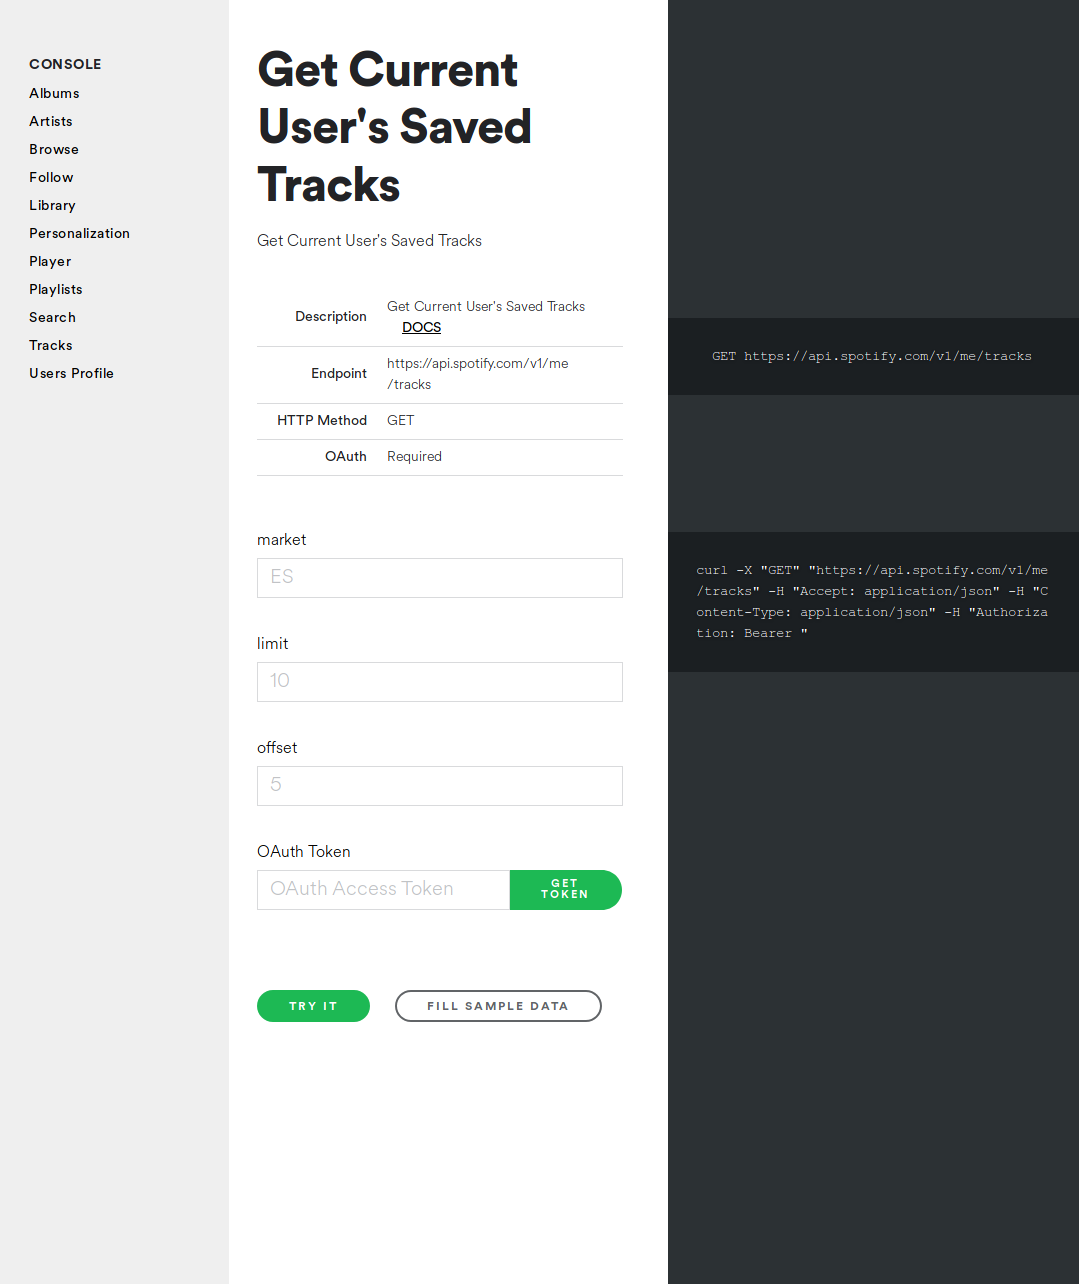 CONSOLE
Albums
Artists
Browse
Follow
Library
Personalization
Player
Playlists
Search
Tracks
Users Profile
Get Current
User's Saved
Tracks
Get Current User's Saved Tracks
Description
Get Current User's Saved Tracks
DOCS
Endpoint
https://api.spotify.com/v1/me
/tracks
HTTP Method
GET
OAuth
Required
market
ES
limit
10
offset
5
OAuth Token
OAuth Access Token
GET
TOKEN
TRY IT
FILL SAMPLE DATA
GET https://api.spotify.com/v1/me/tracks
curl -X "GET" "https://api.spotify.com/v1/me
/tracks" -H "Accept: application/json" -H "C
ontent-Type: application/json" -H "Authoriza
tion: Bearer "